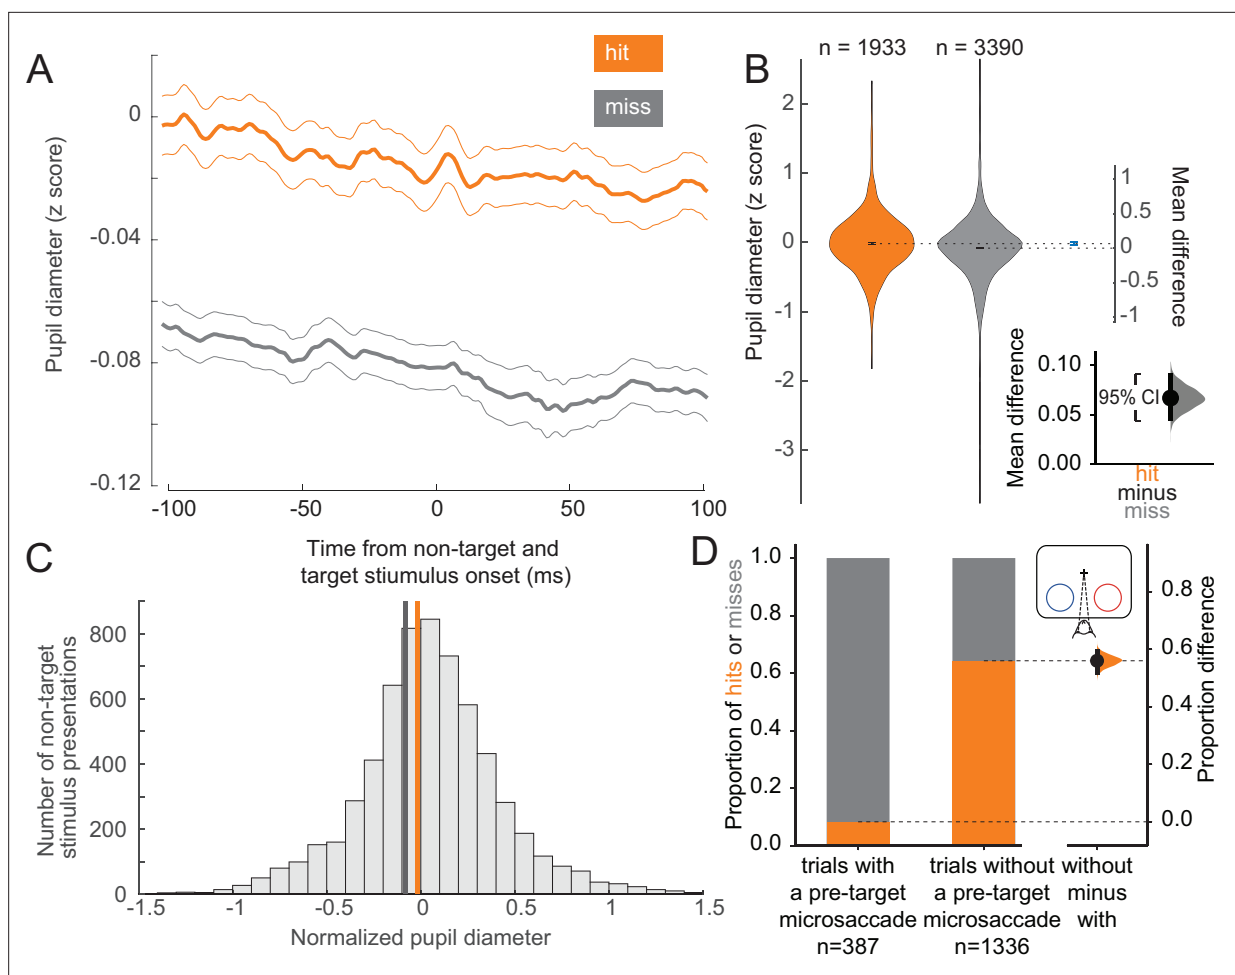 A
hit
miss
0
-0.04
-0.08
-0.12
Pupil diameter (z score)
-100
-50
0
50
100
Time from non-target and
target stiumulus onset (ms)
B
n = 1933
n = 3390
2
1
0
-1
-2
-3
Pupil diameter (z score)
1
0.5
0
-0.5
-1
Mean difference
0.10
0.05
0.00
Mean difference
95% CI
hit
minus
miss
C
800
600
400
200
0
Number of non-target
stimulus presentations
-1.5
-1
-0.5
0
0.5
1
1.5
Normalized pupil diameter
D
1.0
0.8
0.6
0.4
0.2
0.0
Proportion of hits or misses
0.8
0.6
0.4
0.2
0.0
Proportion difference
trials with
a pre-target
microsaccade
n=387
trials without
a pre-target
microsaccade
n=1336
without
minus
with